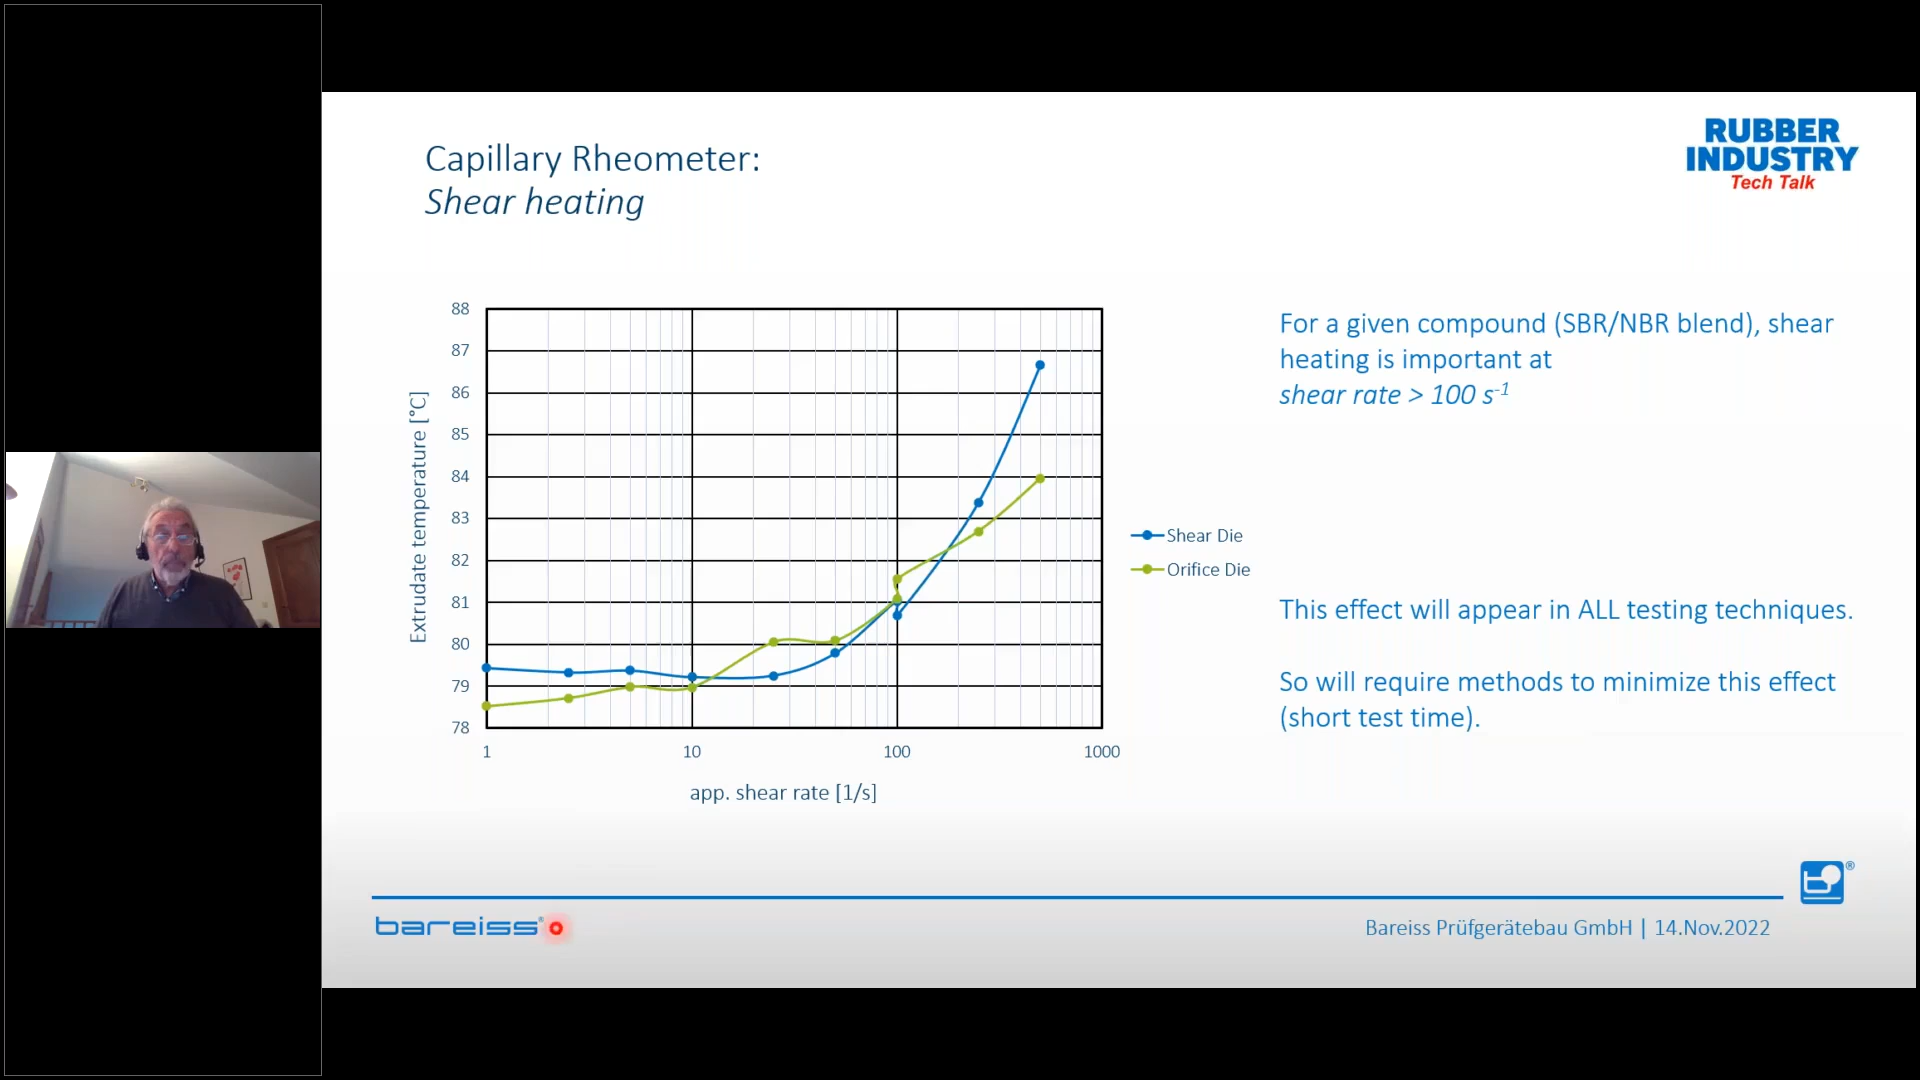 Capillary Rheometer:
Shear heating
RUBBER
INDUSTRY
Tech Talk
88
87
86
85
84
83
82
81
80
79
78
Extrudate temperature [°C]
1
10
100
1000
app. shear rate [1/s]
Shear Die
Orifice Die
For a given compound (SBR/NBR blend), shear
heating is important at
shear rate > 100 s⁻¹
This effect will appear in ALL testing techniques.
So will require methods to minimize this effect
(short test time).
bareiss®
®
Bareiss Prüfgerätebau GmbH | 14.Nov.2022